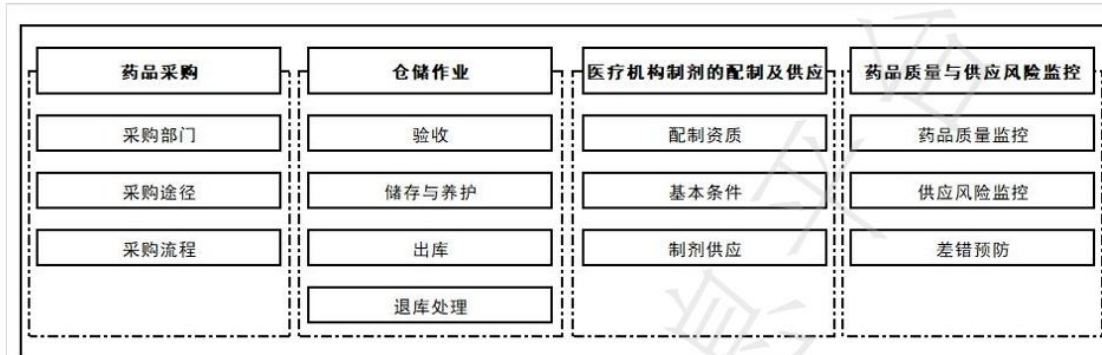 药品采购
采购部门
采购途径
采购流程
仓储作业
验收
储存与养护
出库
退库处理
医疗机构制剂的配制及供应
配制资质
基本条件
制剂供应
药品质量与供应风险监控
药品质量监控
供应风险监控
差错预防